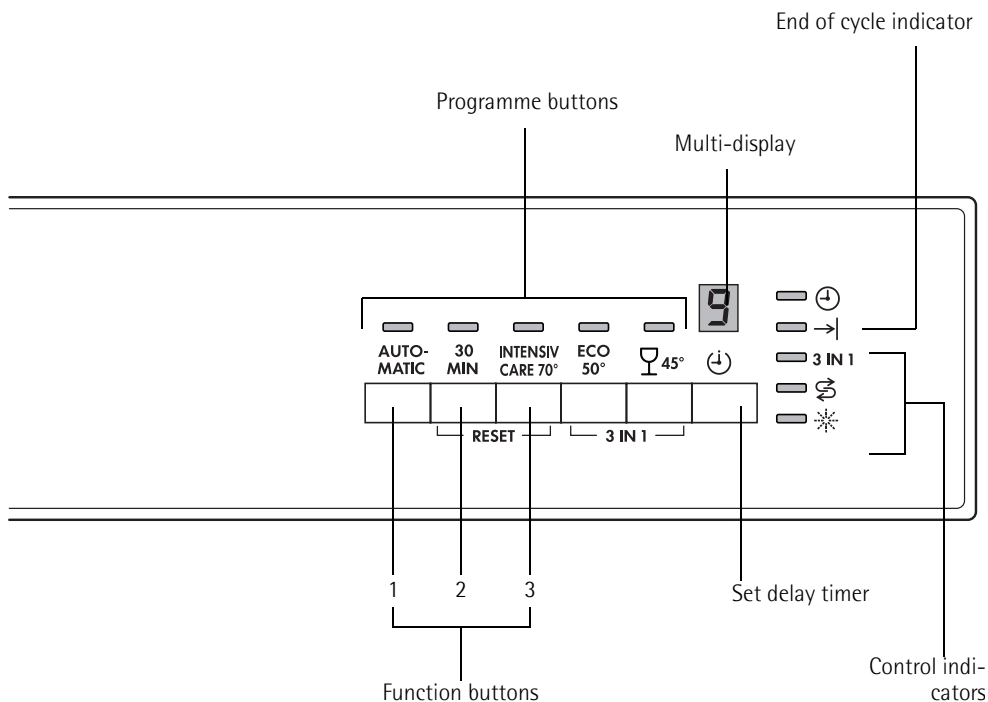 End of cycle indicator
Programme buttons
Multi-display
9
AUTO-
MATIC
30
MIN
INTENSIV
CARE 70°
ECO
50°
45°
3 IN 1
RESET
3 IN 1
1
2
3
Set delay timer
Function buttons
Control indi-
cators